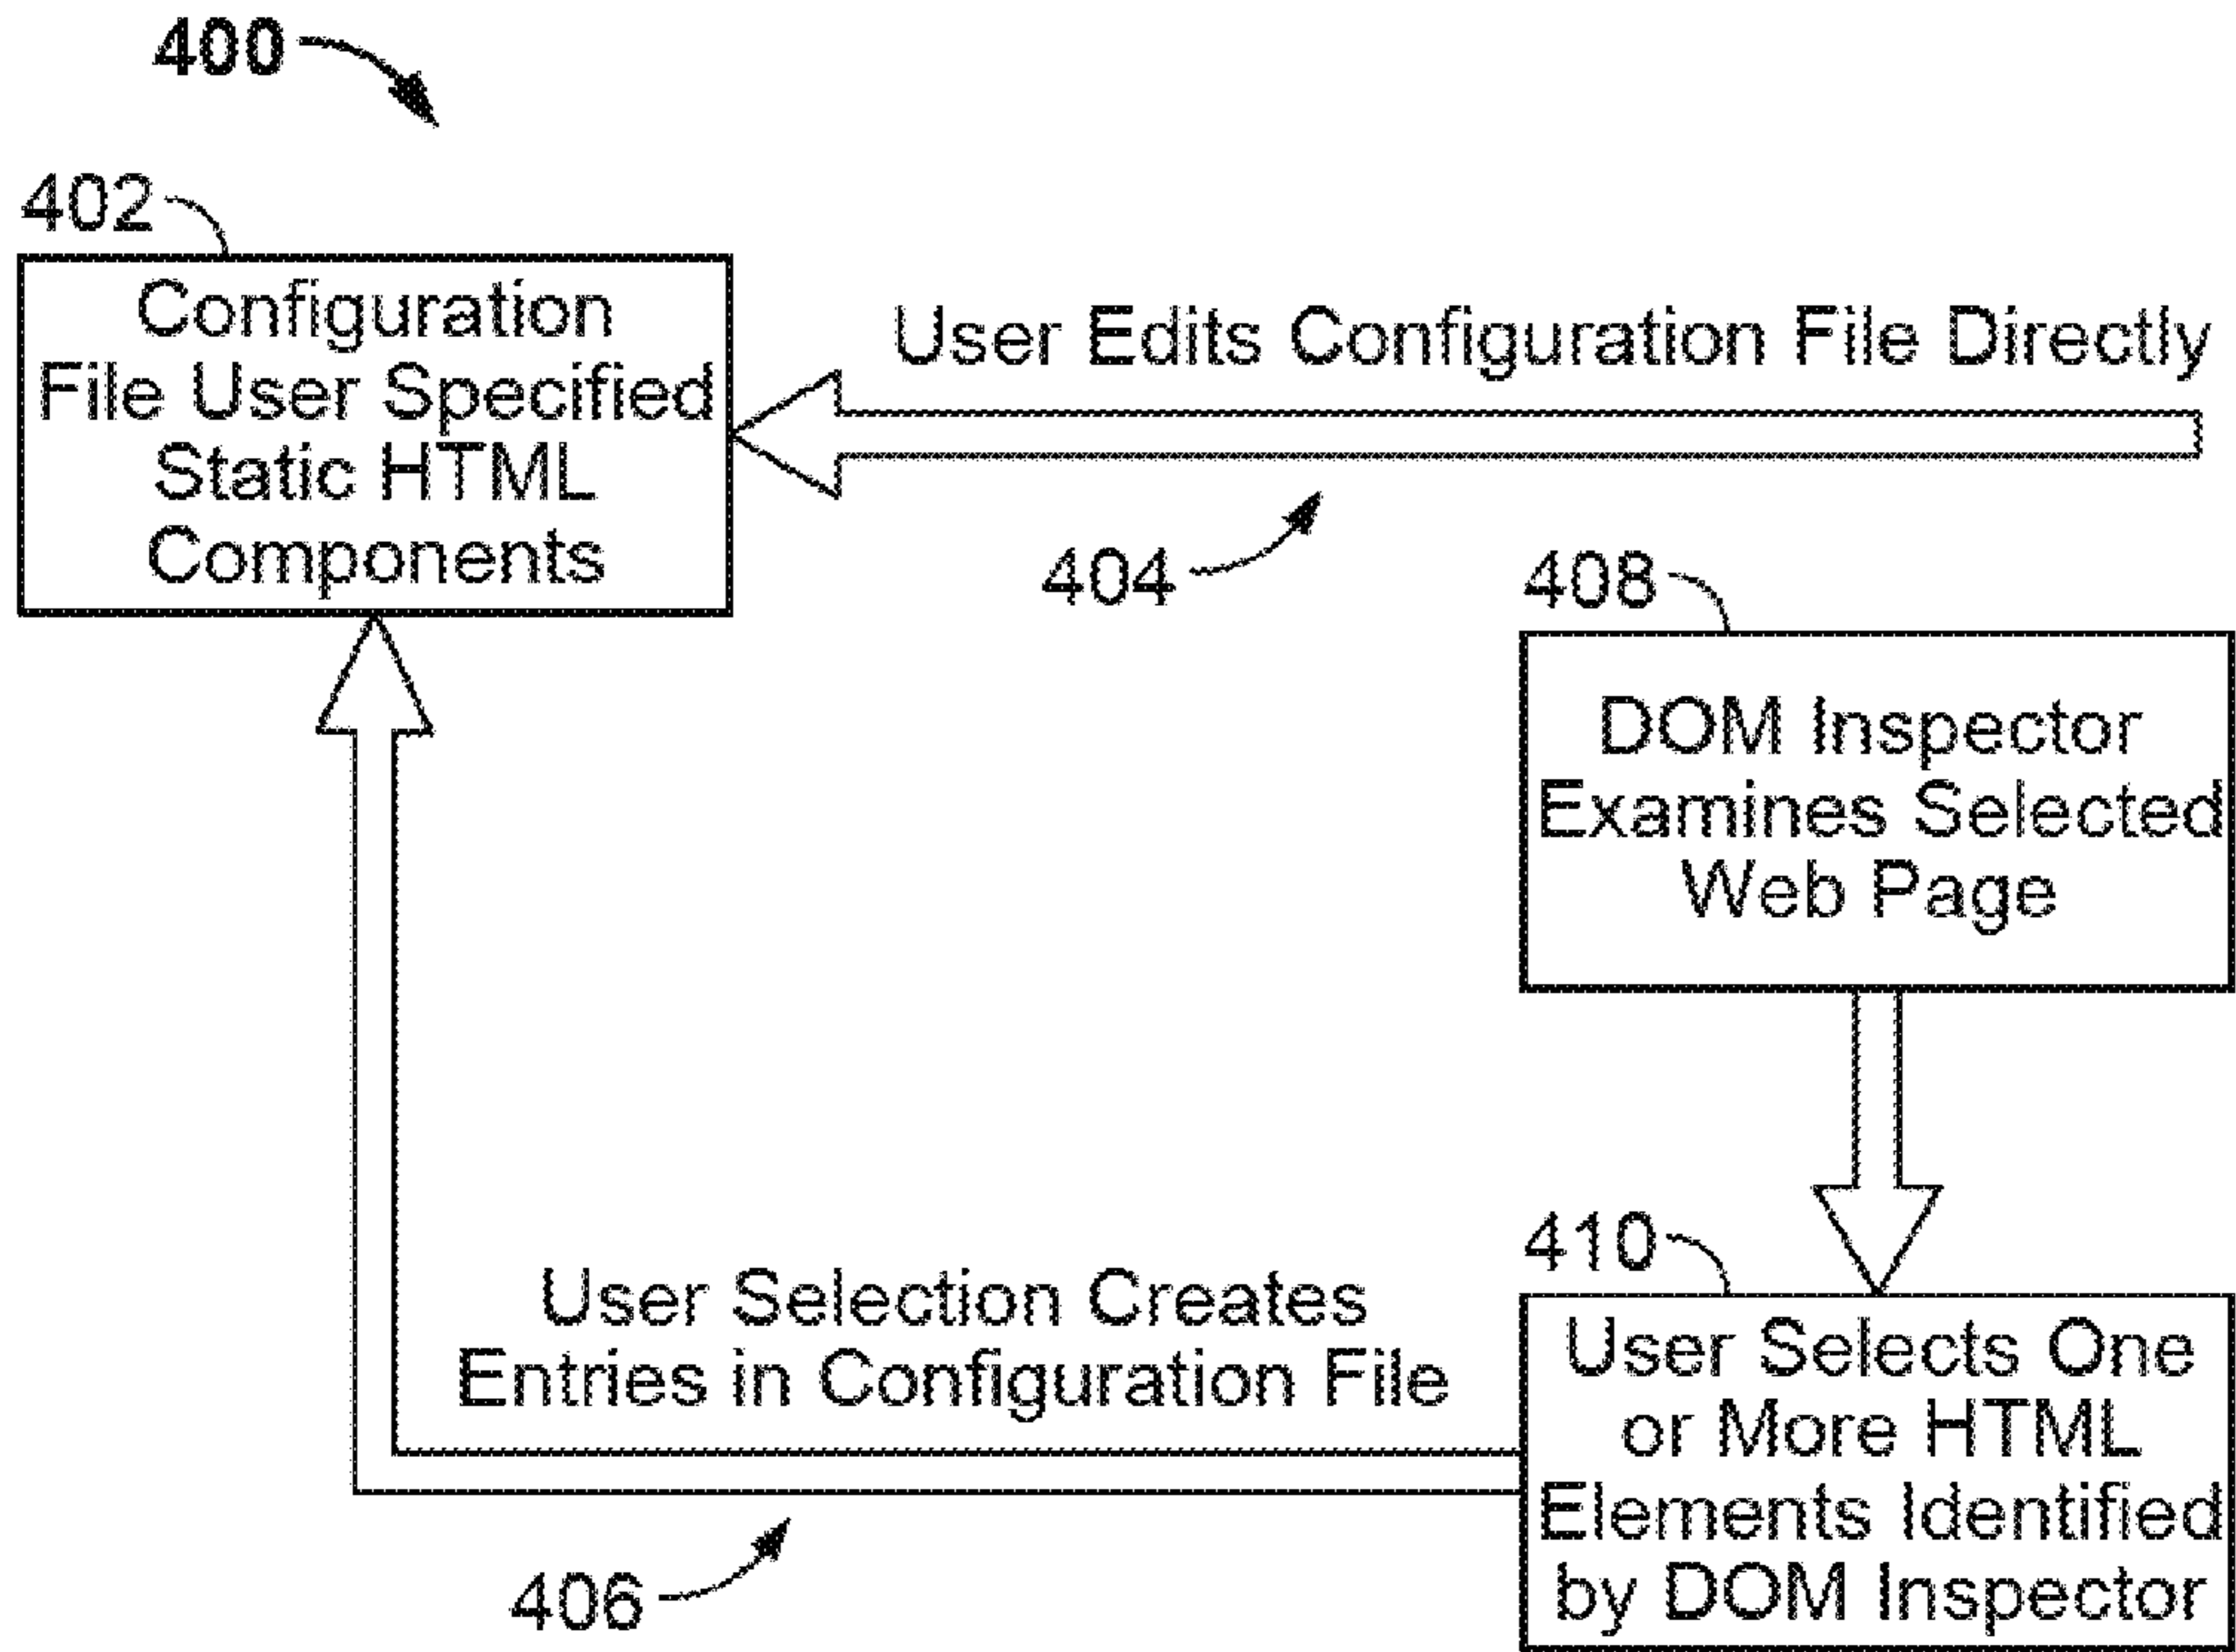 400
402
Configuration
File User Specified
Static HTML
Components
User Edits Configuration File Directly
404
408
DOM Inspector
Examines Selected
Web Page
410
User Selects One
or More HTML
Elements Identified
by DOM Inspector
User Selection Creates
Entries in Configuration File
406